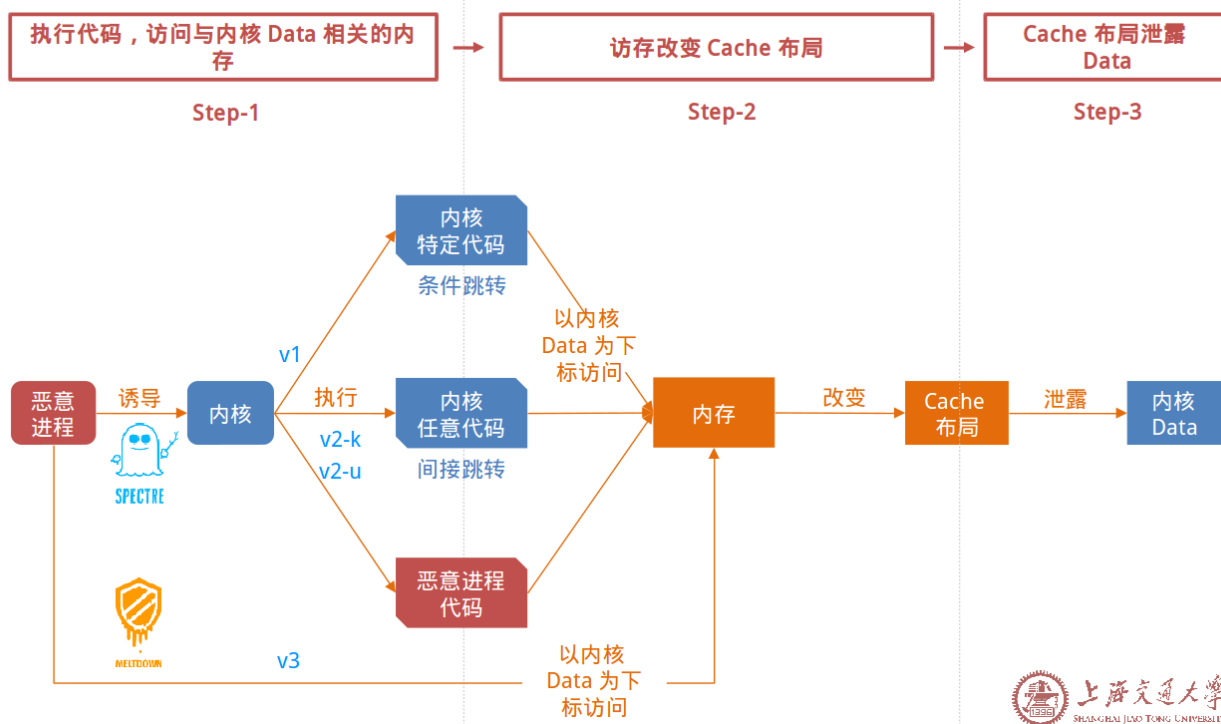 执行代码，访问与内核 Data 相关的内
存
访存改变 Cache 布局
Cache 布局泄露
Data
Step-1
Step-2
Step-3
内核
特定代码
条件跳转
以内核
Data 为下
标访问
v1
恶意
进程
诱导
内核
执行
内核
任意代码
内存
改变
Cache
布局
泄露
内核
Data
v2-k
v2-u
间接跳转
SPECTRE
恶意进程
代码
MELTDOWN
v3
以内核
Data 为下
标访问
上海交通大学
1896
SHANGHAI JIAO TONG UNIVERSITY